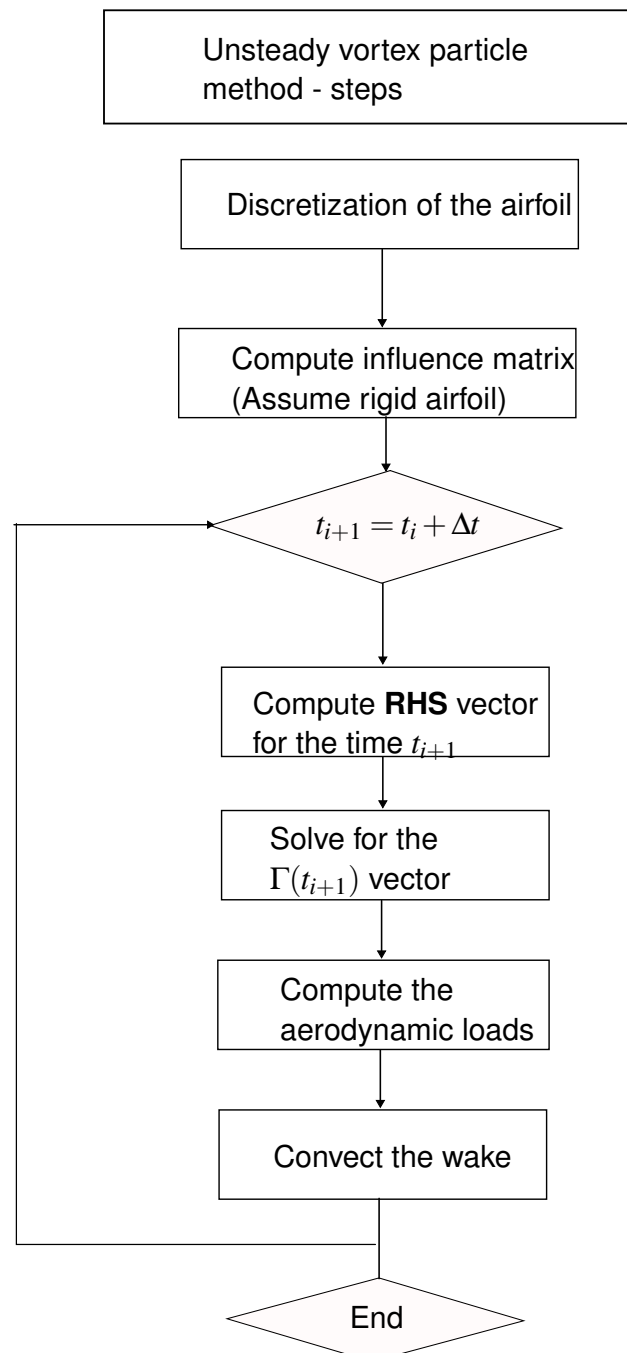 Unsteady vortex particle
method - steps
Discretization of the airfoil
Compute influence matrix
(Assume rigid airfoil)
t_{i+1} = t_i + Δt
Compute RHS vector
for the time t_{i+1}
Solve for the
Γ(t_{i+1}) vector
Compute the
aerodynamic loads
Convect the wake
End